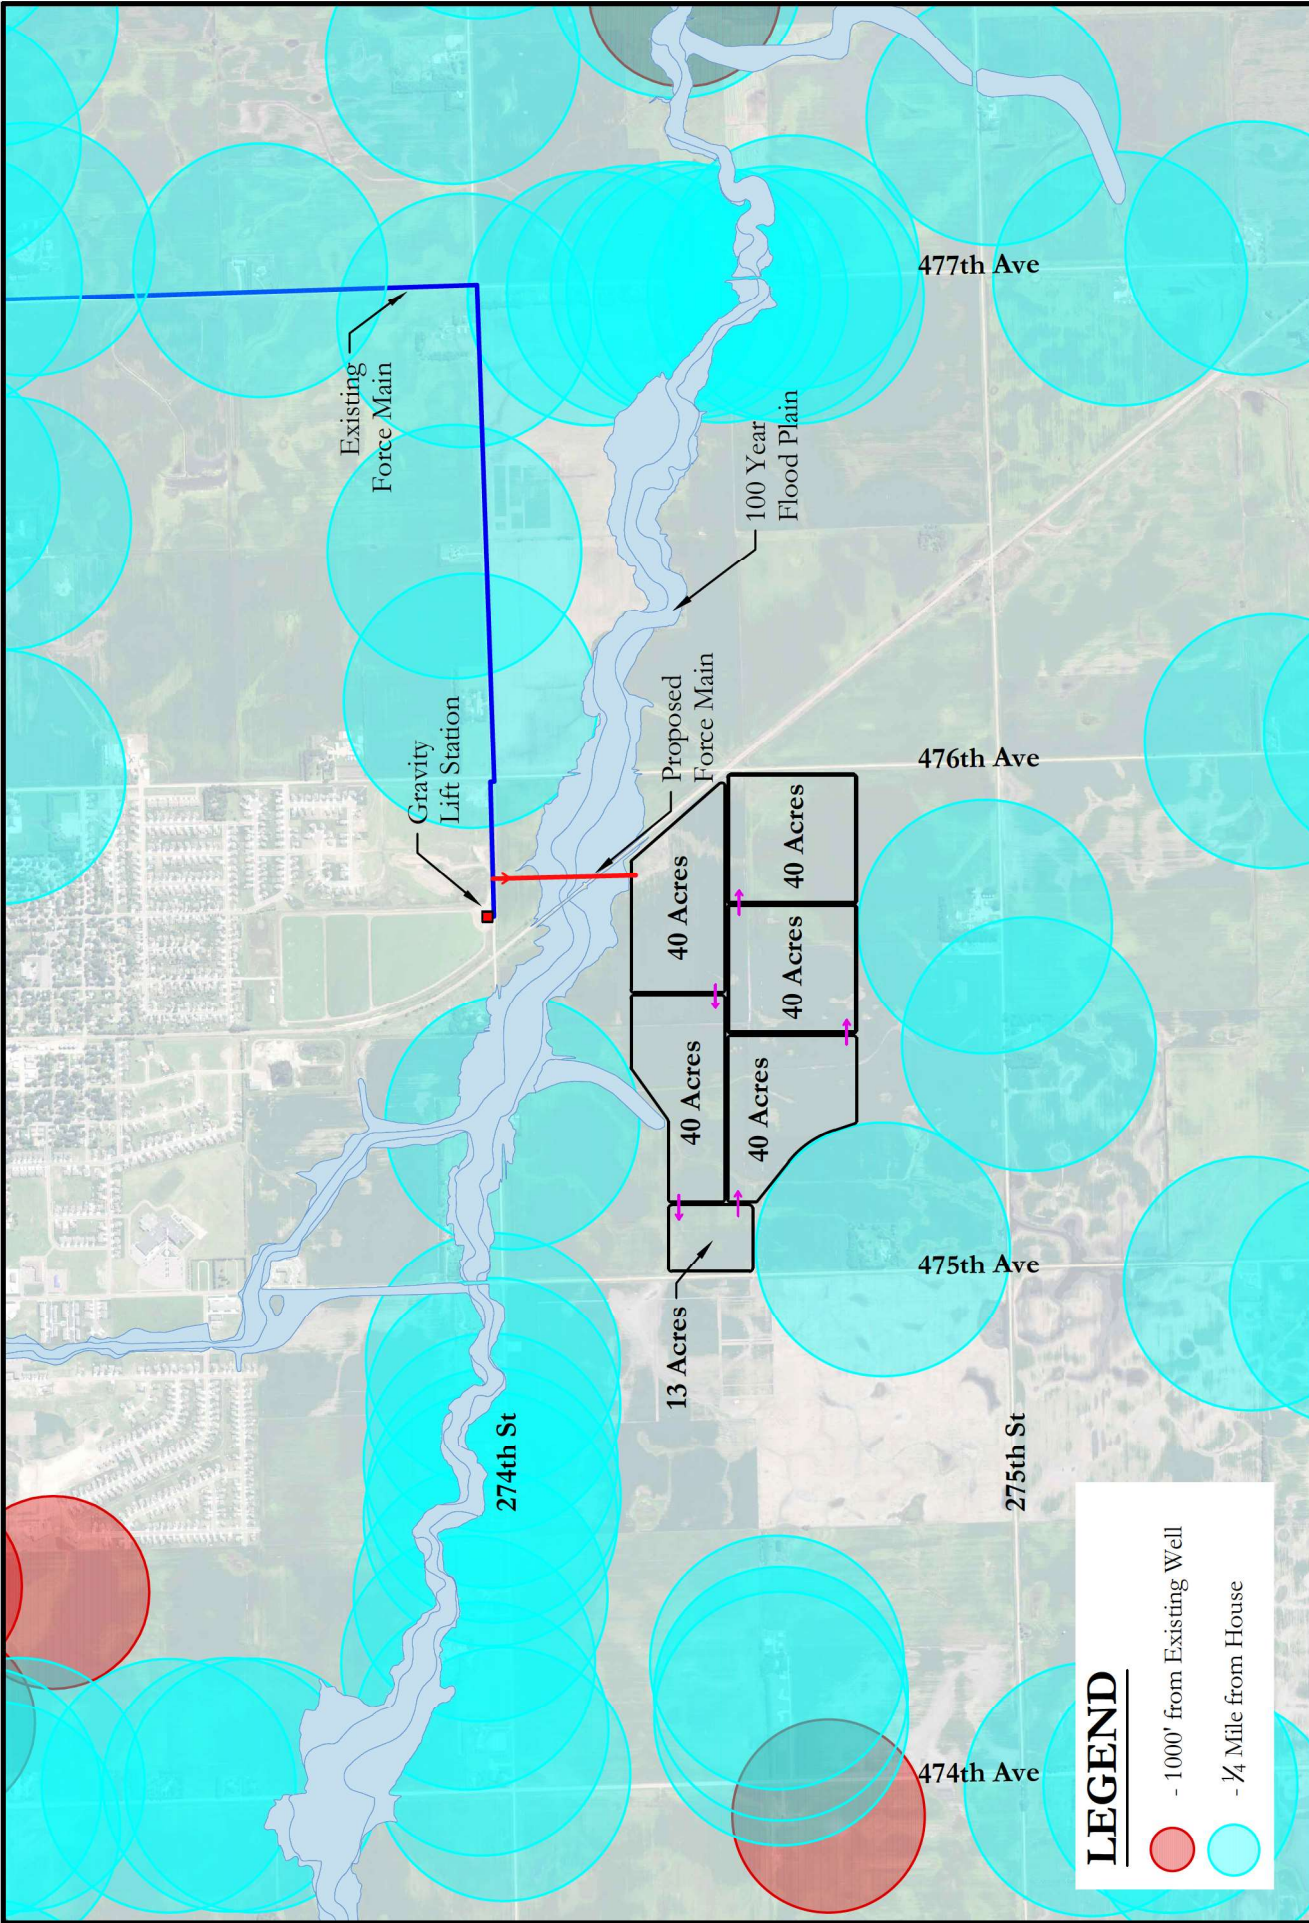 Existing
Force Main
477th Ave
100 Year
Flood Plain
Gravity
Lift Station
Proposed
Force Main
476th Ave
40 Acres
40 Acres
40 Acres
40 Acres
40 Acres
13 Acres
475th Ave
274th St
275th St
474th Ave
LEGEND
- 1000' from Existing Well
- ¼ Mile from House